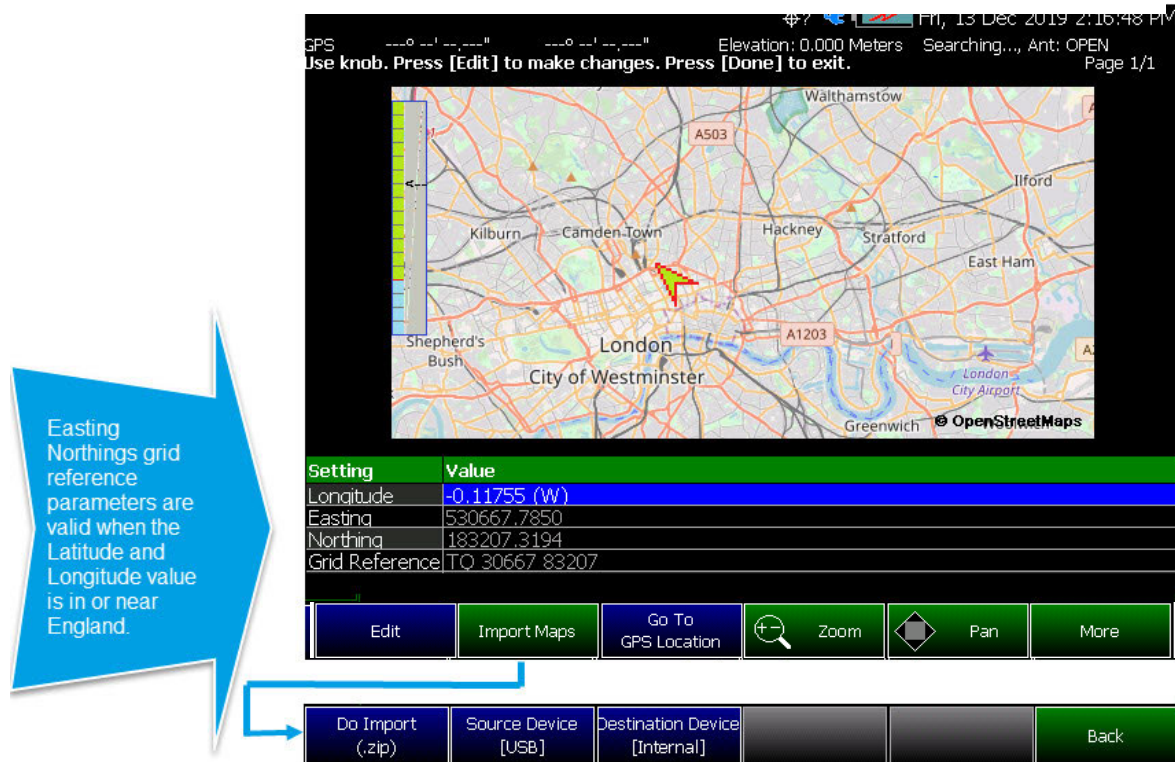 Fri, 13 Dec 2019 2:16:48 PM
GPS ---° --' --.---" ---° --' --.---" Elevation: 0.000 Meters Searching..., Ant: OPEN
Use knob. Press [Edit] to make changes. Press [Done] to exit. Page 1/1
Walthamstow
A503
Ilford
Kilburn
Camden Town
Hackney
Stratford
East Ham
A1203
Shepherd's
Bush
London
City of Westminster
London
City Airport
Greenwich
© OpenStreetMaps
Easting
Northings grid
reference
parameters are
valid when the
Latitude and
Longitude value
is in or near
England.
Setting Value
Longitude -0.11755 (W)
Easting 530667.7850
Northing 183207.3194
Grid Reference TQ 30667 83207
Edit
Import Maps
Go To
GPS Location
Zoom
Pan
More
Do Import
(.zip)
Source Device
[USB]
Destination Device
[Internal]
Back